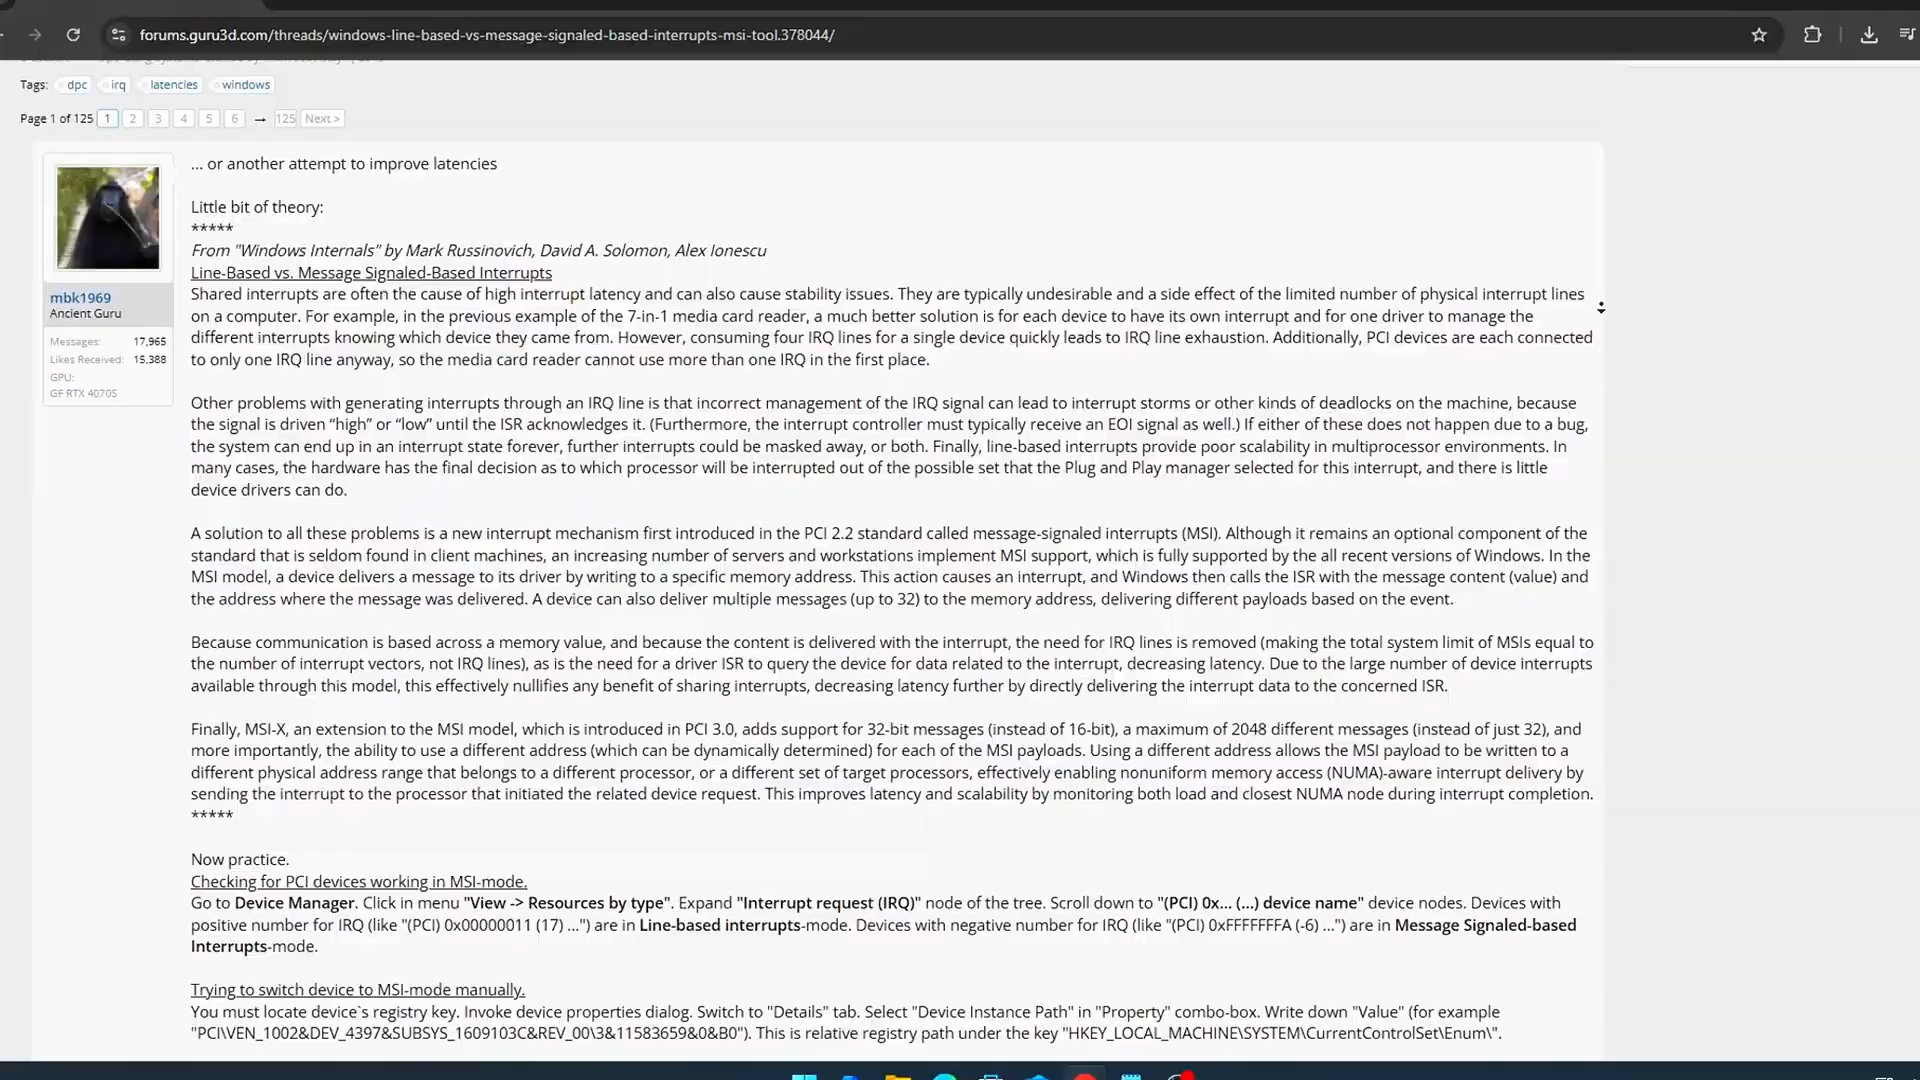 forums.guru3d.com/threads/windows-line-based-vs-message-signaled-based-interrupts-msi-tool.378044/
Tags: dpc irq latencies windows
Page 1 of 125 1 2 3 4 5 6 → 125 Next >
... or another attempt to improve latencies
Little bit of theory:
*****
From "Windows Internals" by Mark Russinovich, David A. Solomon, Alex Ionescu
Line-Based vs. Message Signaled-Based Interrupts
Shared interrupts are often the cause of high interrupt latency and can also cause stability issues. They are typically undesirable and a side effect of the limited number of physical interrupt lines
on a computer. For example, in the previous example of the 7-in-1 media card reader, a much better solution is for each device to have its own interrupt and for one driver to manage the
different interrupts knowing which device they came from. However, consuming four IRQ lines for a single device quickly leads to IRQ line exhaustion. Additionally, PCI devices are each connected
to only one IRQ line anyway, so the media card reader cannot use more than one IRQ in the first place.
mbk1969
Ancient Guru
Messages: 17,965
Likes Received: 15,388
GPU:
GF RTX 4070S
Other problems with generating interrupts through an IRQ line is that incorrect management of the IRQ signal can lead to interrupt storms or other kinds of deadlocks on the machine, because
the signal is driven “high” or “low” until the ISR acknowledges it. (Furthermore, the interrupt controller must typically receive an EOI signal as well.) If either of these does not happen due to a bug,
the system can end up in an interrupt state forever, further interrupts could be masked away, or both. Finally, line-based interrupts provide poor scalability in multiprocessor environments. In
many cases, the hardware has the final decision as to which processor will be interrupted out of the possible set that the Plug and Play manager selected for this interrupt, and there is little
device drivers can do.
A solution to all these problems is a new interrupt mechanism first introduced in the PCI 2.2 standard called message-signaled interrupts (MSI). Although it remains an optional component of the
standard that is seldom found in client machines, an increasing number of servers and workstations implement MSI support, which is fully supported by the all recent versions of Windows. In the
MSI model, a device delivers a message to its driver by writing to a specific memory address. This action causes an interrupt, and Windows then calls the ISR with the message content (value) and
the address where the message was delivered. A device can also deliver multiple messages (up to 32) to the memory address, delivering different payloads based on the event.
Because communication is based across a memory value, and because the content is delivered with the interrupt, the need for IRQ lines is removed (making the total system limit of MSIs equal to
the number of interrupt vectors, not IRQ lines), as is the need for a driver ISR to query the device for data related to the interrupt, decreasing latency. Due to the large number of device interrupts
available through this model, this effectively nullifies any benefit of sharing interrupts, decreasing latency further by directly delivering the interrupt data to the concerned ISR.
Finally, MSI-X, an extension to the MSI model, which is introduced in PCI 3.0, adds support for 32-bit messages (instead of 16-bit), a maximum of 2048 different messages (instead of just 32), and
more importantly, the ability to use a different address (which can be dynamically determined) for each of the MSI payloads. Using a different address allows the MSI payload to be written to a
different physical address range that belongs to a different processor, or a different set of target processors, effectively enabling nonuniform memory access (NUMA)-aware interrupt delivery by
sending the interrupt to the processor that initiated the related device request. This improves latency and scalability by monitoring both load and closest NUMA node during interrupt completion.
*****
Now practice.
Checking for PCI devices working in MSI-mode.
Go to Device Manager. Click in menu "View -> Resources by type". Expand "Interrupt request (IRQ)" node of the tree. Scroll down to "(PCI) 0x... (...) device name" device nodes. Devices with
positive number for IRQ (like "(PCI) 0x00000011 (17) ...") are in Line-based interrupts-mode. Devices with negative number for IRQ (like "(PCI) 0xFFFFFFFA (-6) ...") are in Message Signaled-based
Interrupts-mode.
Trying to switch device to MSI-mode manually.
You must locate device`s registry key. Invoke device properties dialog. Switch to "Details" tab. Select "Device Instance Path" in "Property" combo-box. Write down "Value" (for example
"PCI\VEN_1002&DEV_4397&SUBSYS_1609103C&REV_00\3&11583659&0&B0"). This is relative registry path under the key "HKEY_LOCAL_MACHINE\SYSTEM\CurrentControlSet\Enum\".